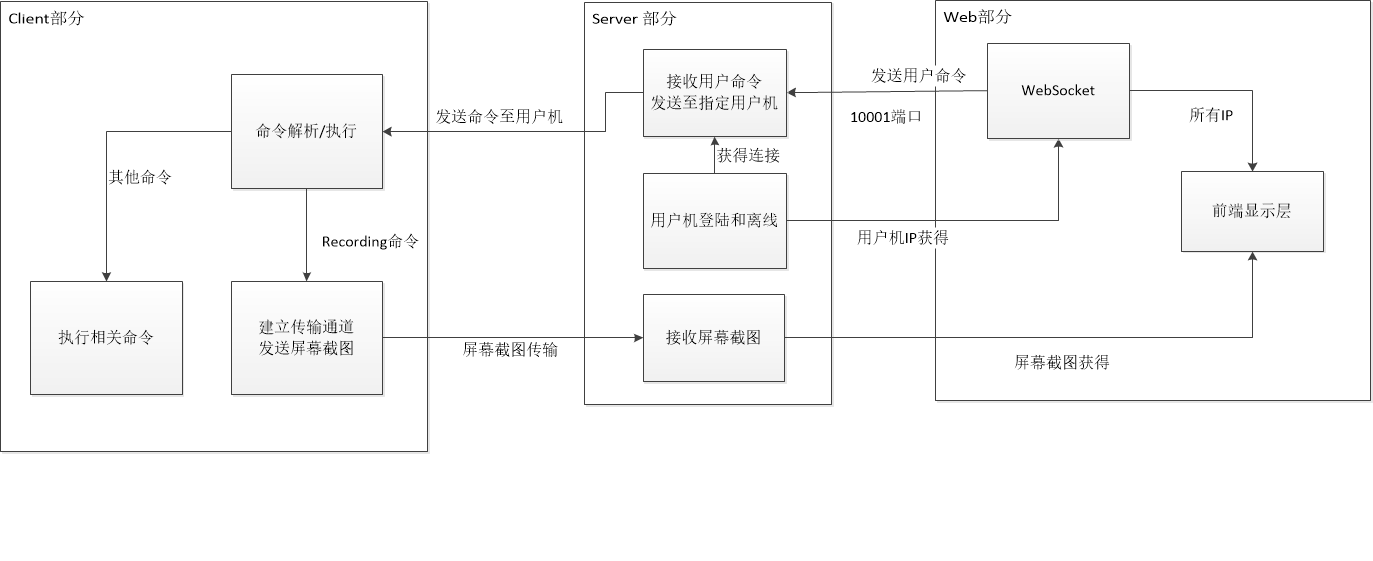 Client部分
命令解析/执行
其他命令
Recording命令
执行相关命令
建立传输通道
发送屏幕截图
发送命令至用户机
屏幕截图传输
Server 部分
接收用户命令
发送至指定用户机
获得连接
用户机登陆和离线
接收屏幕截图
发送用户命令
10001端口
用户机IP获得
屏幕截图获得
Web部分
WebSocket
所有IP
前端显示层